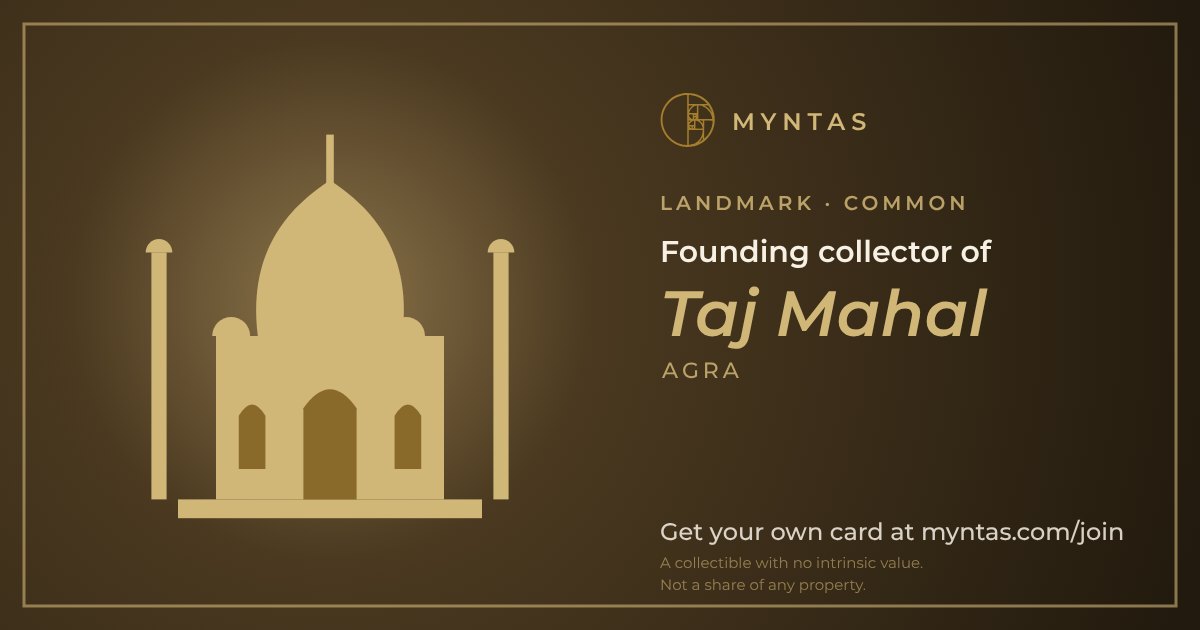 MYNTAS
LANDMARK · COMMON
Founding collector of
Taj Mahal
AGRA
Get your own card at myntas.com/join
A collectible with no intrinsic value.
Not a share of any property.